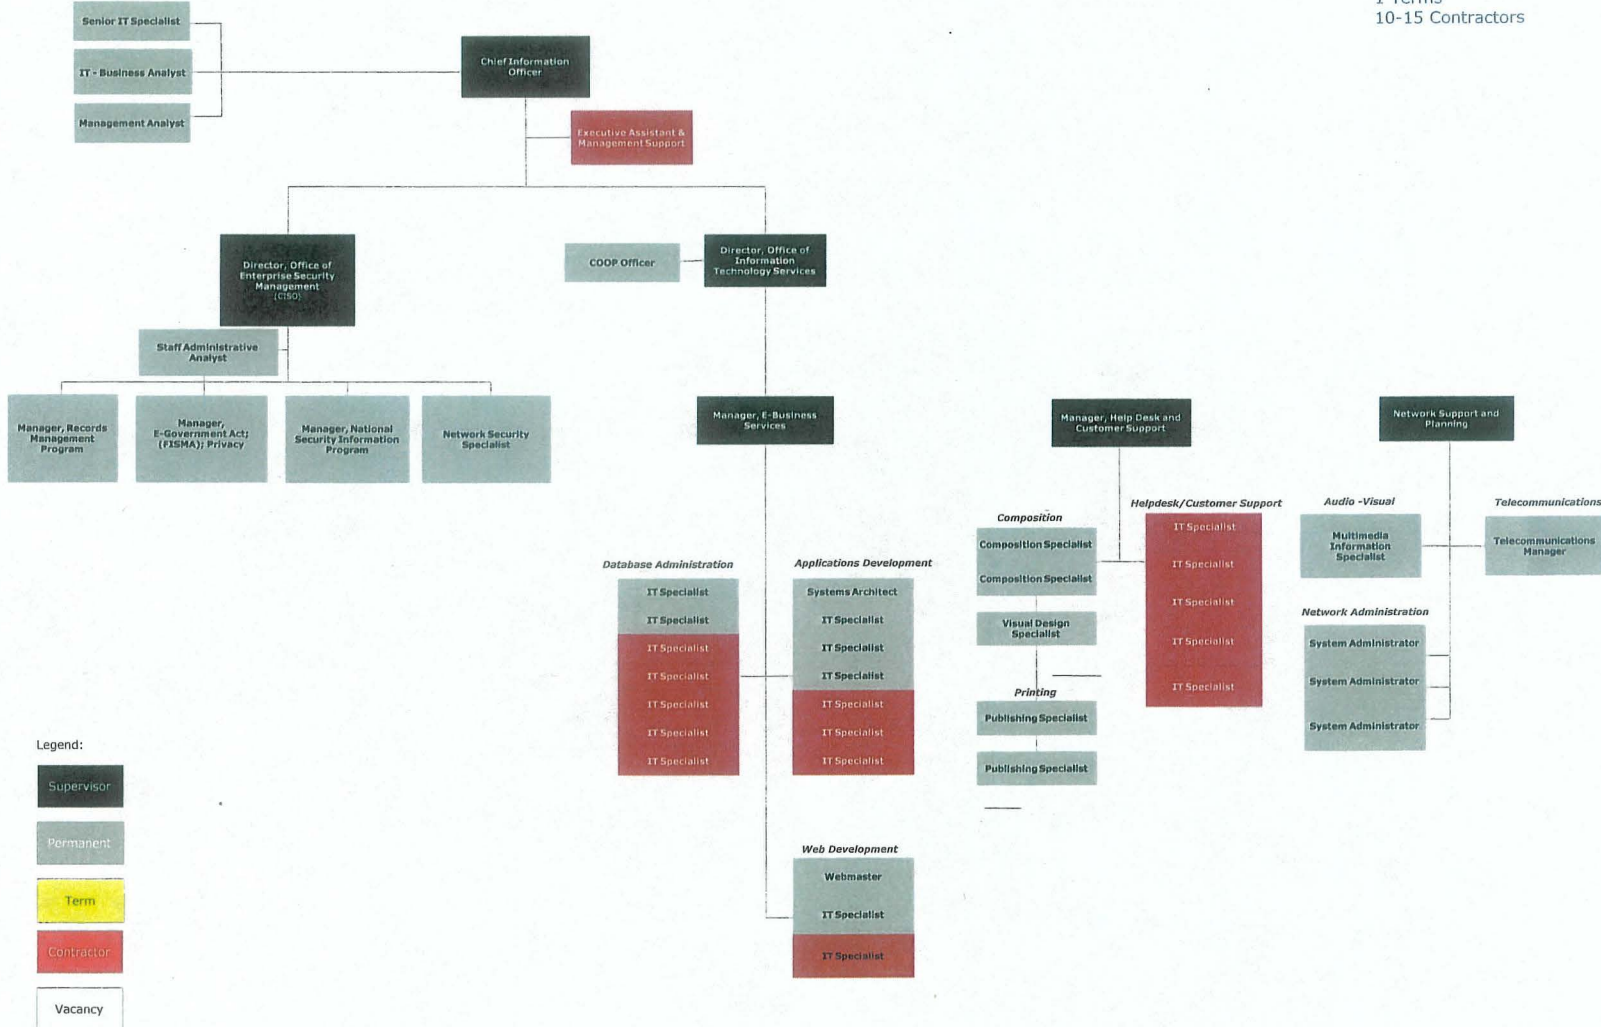 1 Terms
10-15 Contractors
Senior IT Specialist
IT - Business Analyst
Management Analyst
Chief Information
Officer
Executive Assistant &
Management Support
Director, Office of
Enterprise Security
Management
(CISO)
COOP Officer
Director, Office of
Information
Technology Services
Staff Administrative
Analyst
Manager, Records
Management
Program
Manager,
E-Government Act;
(FISMA); Privacy
Manager, National
Security Information
Program
Network Security
Specialist
Manager, E-Business
Services
Manager, Help Desk and
Customer Support
Network Support and
Planning
Database Administration
IT Specialist
IT Specialist
IT Specialist
IT Specialist
IT Specialist
IT Specialist
IT Specialist
Applications Development
Systems Architect
IT Specialist
IT Specialist
IT Specialist
IT Specialist
IT Specialist
IT Specialist
Web Development
Webmaster
IT Specialist
IT Specialist
Composition
Composition Specialist
Composition Specialist
Visual Design
Specialist
Printing
Publishing Specialist
Publishing Specialist
Helpdesk/Customer Support
IT Specialist
IT Specialist
IT Specialist
IT Specialist
IT Specialist
Audio -Visual
Multimedia
Information
Specialist
Telecommunications
Telecommunications
Manager
Network Administration
System Administrator
System Administrator
System Administrator
Legend:
Supervisor
Permanent
Term
Contractor
Vacancy